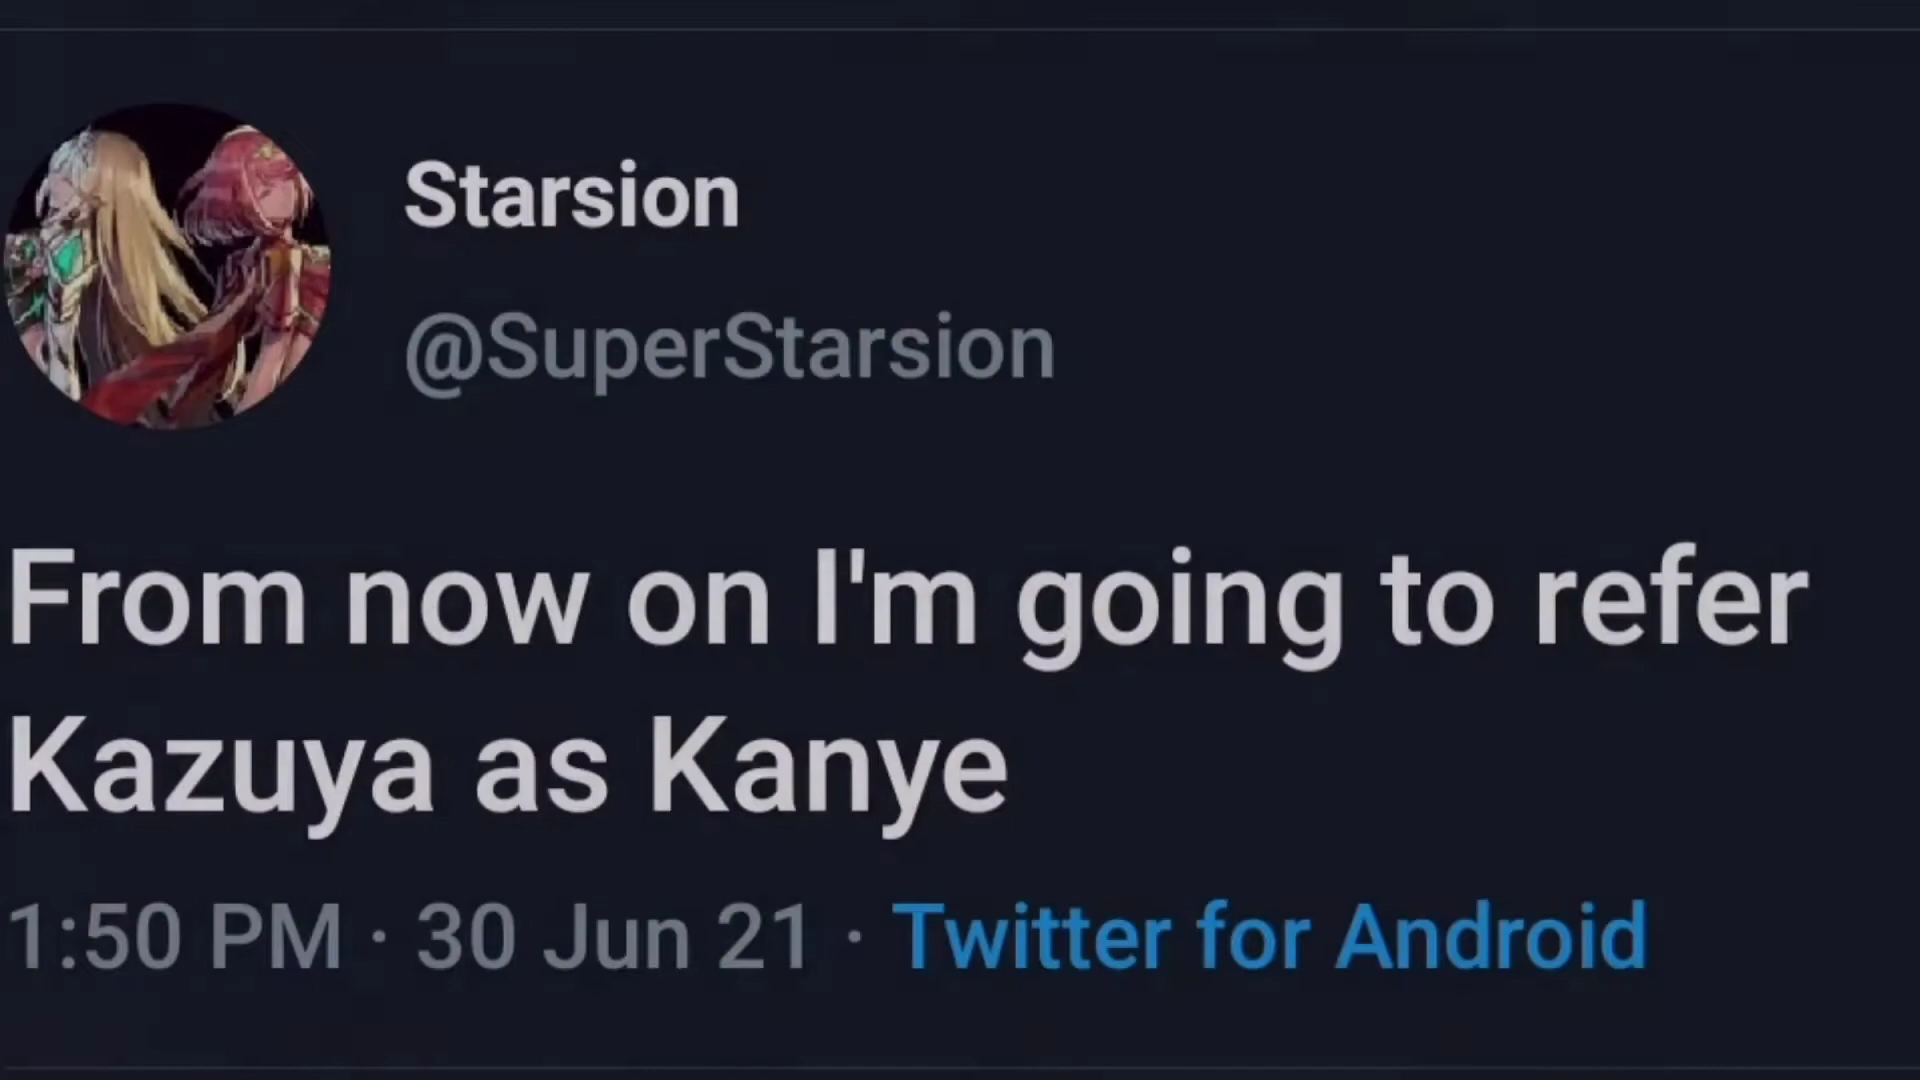 Starsion
@SuperStarsion
From now on I'm going to refer
Kazuya as Kanye
1:50 PM · 30 Jun 21 · Twitter for Android